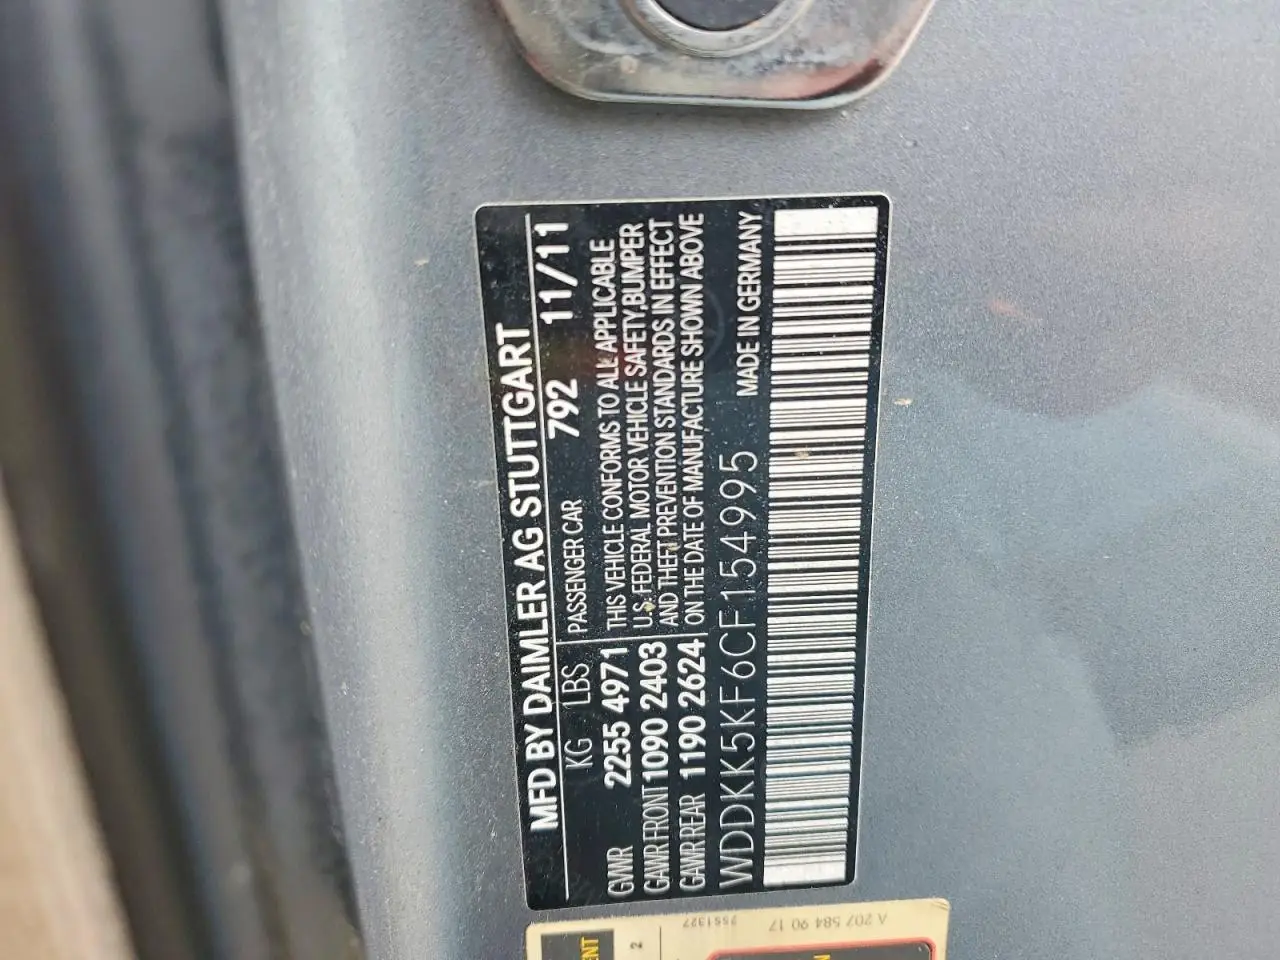 MFD BY DAIMLER AG STUTTGART
KG LBS PASSENGER CAR 792 11/11
GVWR 2255 4971
GAWR FRONT 1090 2403
GAWR REAR 1190 2624
THIS VEHICLE CONFORMS TO ALL APPLICABLE
U.S. FEDERAL MOTOR VEHICLE SAFETY,BUMPER
AND THEFT PREVENTION STANDARDS IN EFFECT
ON THE DATE OF MANUFACTURE SHOWN ABOVE
WDDKK5KF6CF154995 MADE IN GERMANY
A 207 584 90 17
2